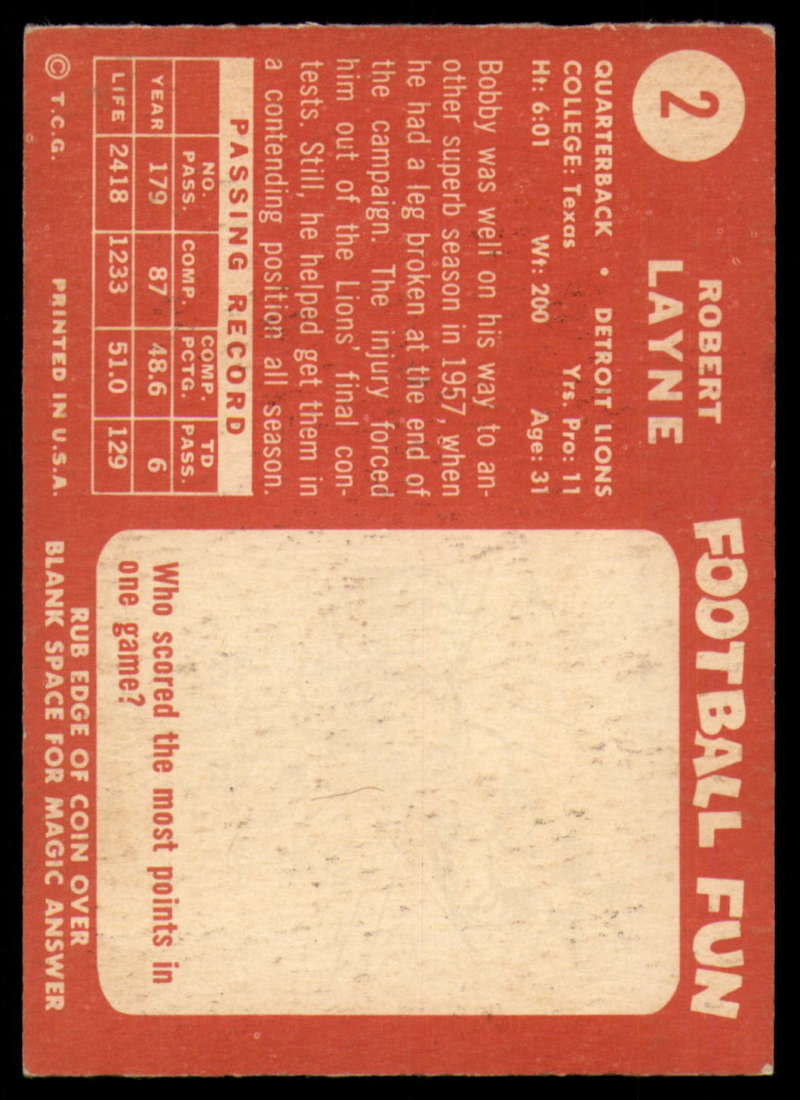 2
ROBERT
LAYNE
QUARTERBACK • DETROIT LIONS
COLLEGE: Texas Yrs. Pro: 11
Ht: 6:01 Wt: 200 Age: 31
Bobby was well on his way to an-
other superb season in 1957, when
he had a leg broken at the end of
the campaign. The injury forced
him out of the Lions' final con-
tests. Still, he helped get them in
a contending position all season.
PASSING RECORD
NO. PASS. COMP. COMP. PCTG. TD PASS.
YEAR 179 87 48.6 6
LIFE 2418 1233 51.0 129
© T.C.G. PRINTED IN U.S.A.
FOOTBALL FUN
Who scored the most points in
one game?
RUB EDGE OF COIN OVER
BLANK SPACE FOR MAGIC ANSWER